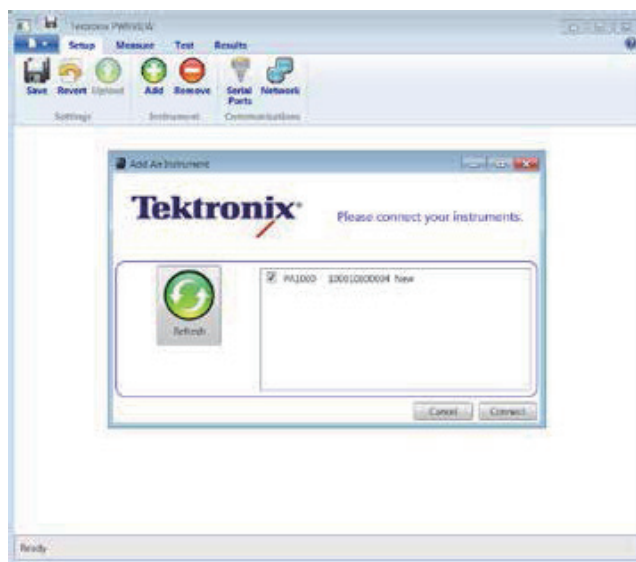 Tektronix PWRVIEW
Setup Measure Test Results
Save Revert Upload Add Remove Serial Ports Network
Settings Instrument Communications
Add An Instrument
Tektronix
Please connect your instruments.
PA1000 New
Refresh
Cancel Connect
Ready